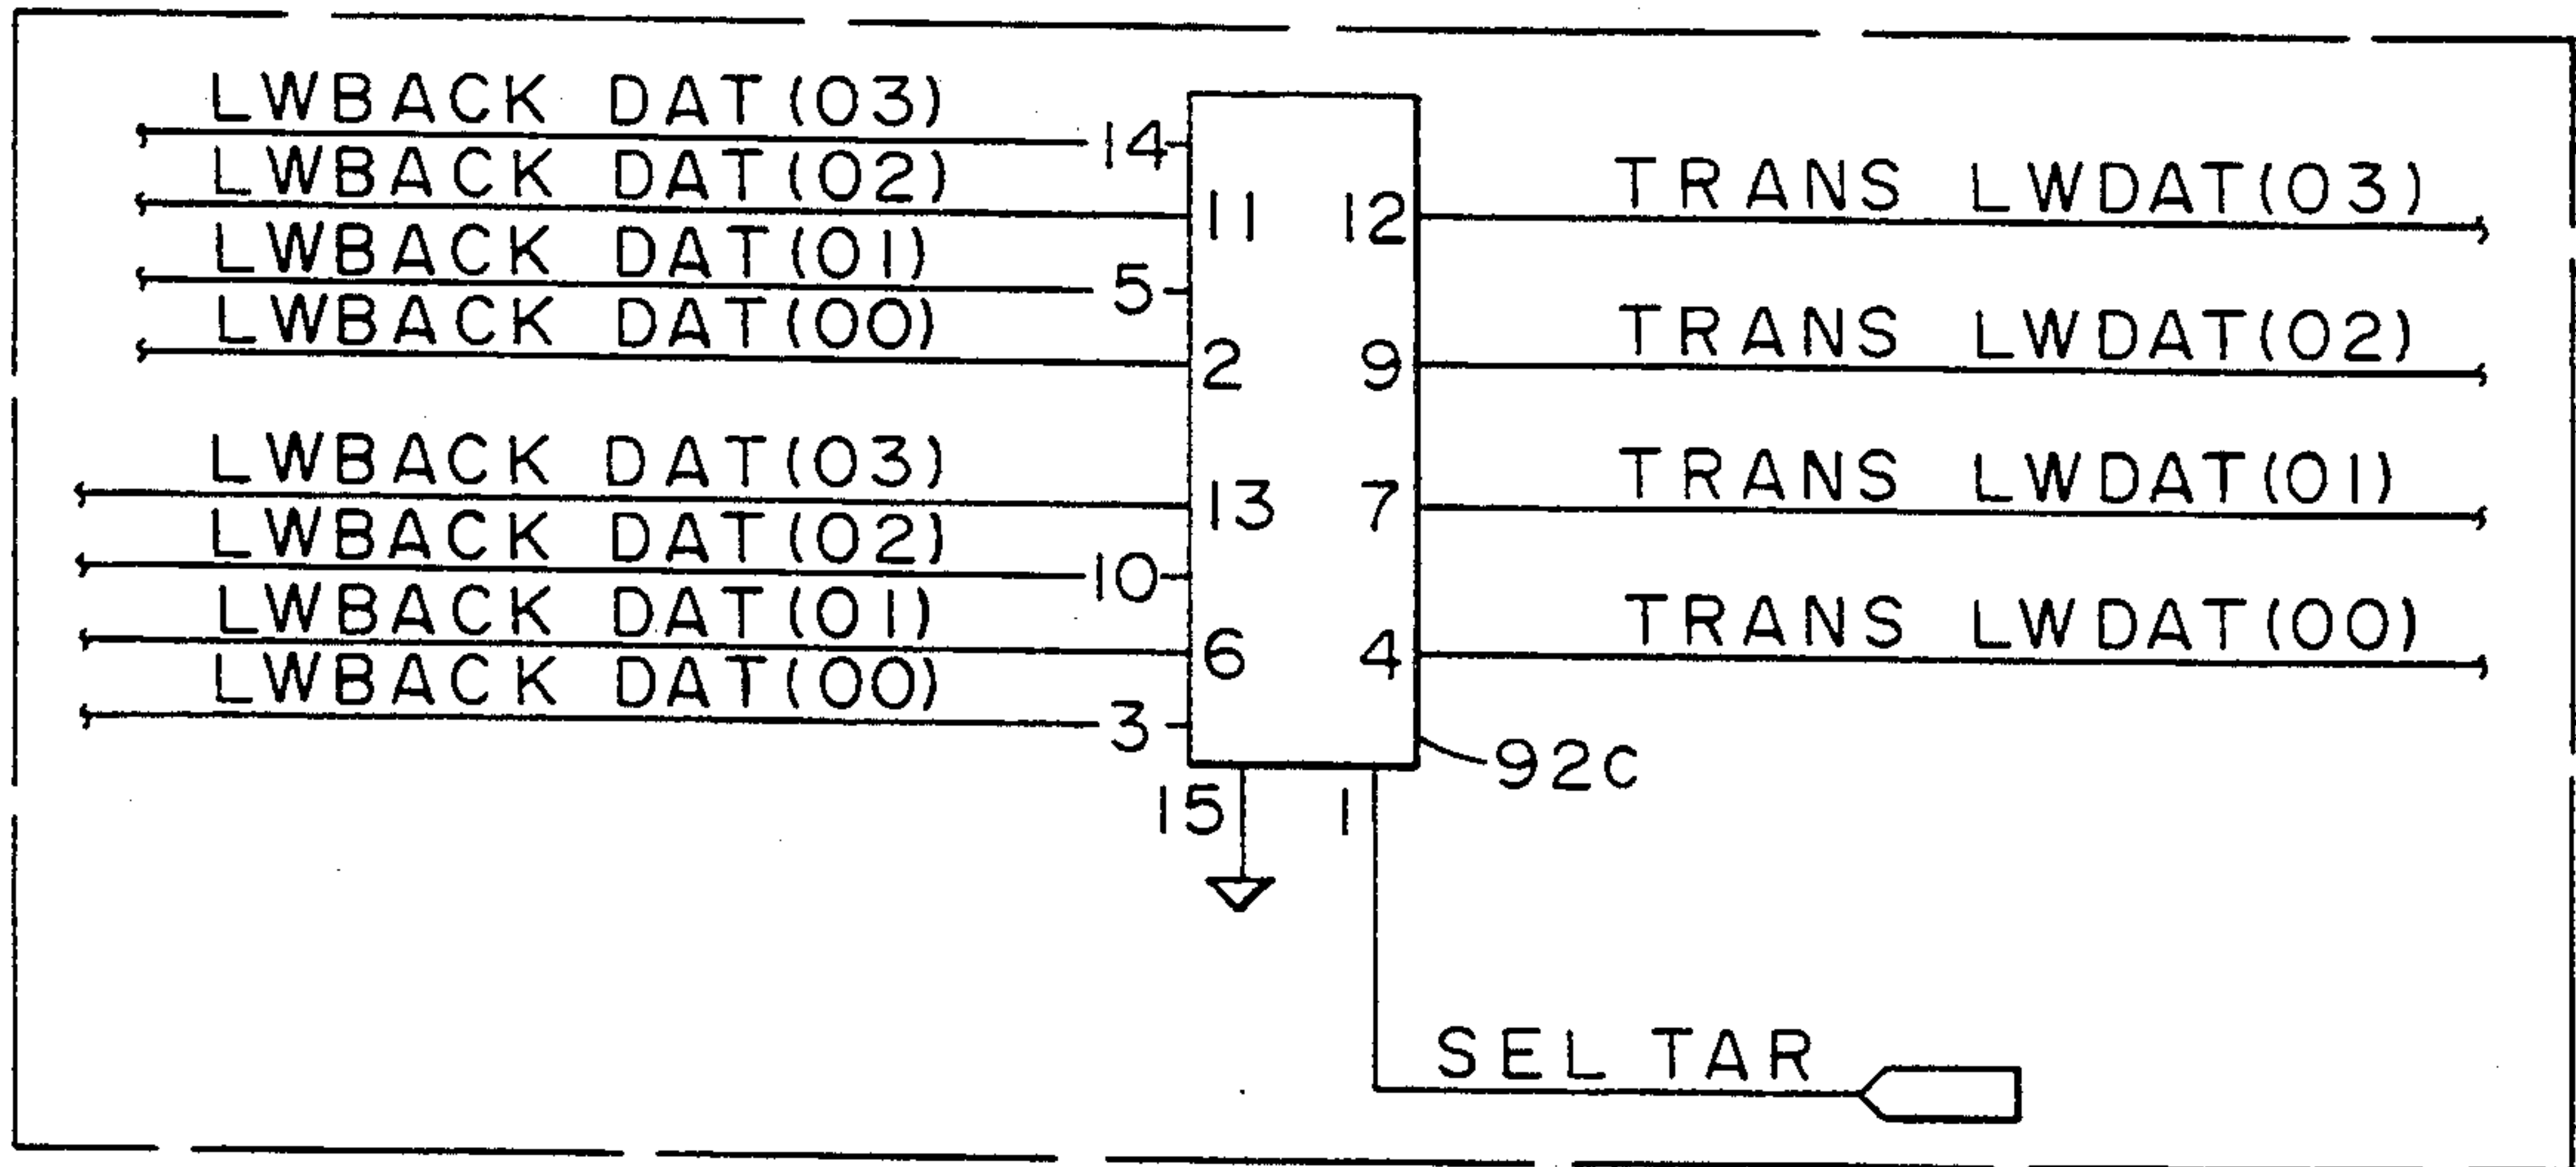 LWBACK DAT(03)
14
LWBACK DAT(02)
11
LWBACK DAT(01)
5
LWBACK DAT(00)
2
LWBACK DAT(03)
13
LWBACK DAT(02)
10
LWBACK DAT(01)
6
LWBACK DAT(00)
3
12 TRANS LWDAT(03)
9 TRANS LWDAT(02)
7 TRANS LWDAT(01)
4 TRANS LWDAT(00)
92C
15
1
SEL TAR